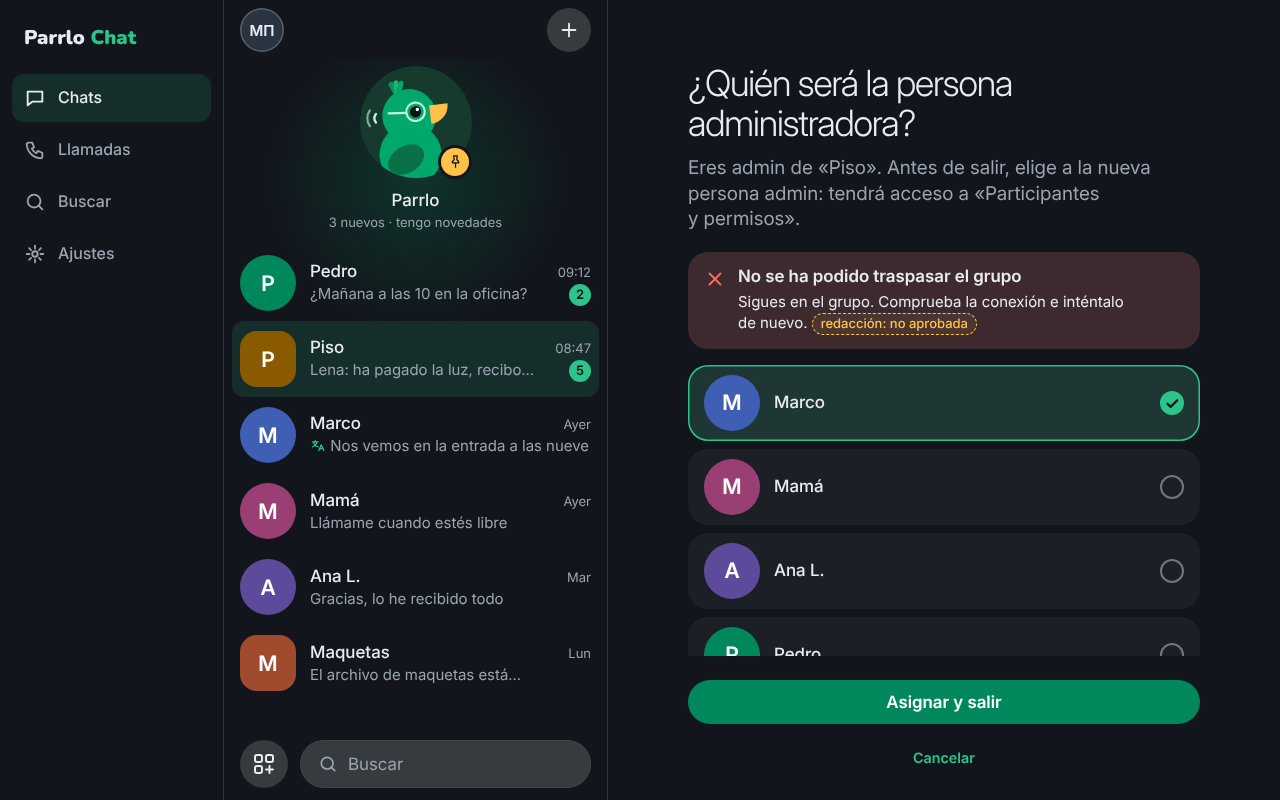 Parrlo Chat
Chats
Llamadas
Buscar
Ajustes
МП
Parrlo
3 nuevos · tengo novedades
P
Pedro
09:12
¿Mañana a las 10 en la oficina?
2
P
Piso
08:47
Lena: ha pagado la luz, recibo...
5
M
Marco
Ayer
Nos vemos en la entrada a las nueve
M
Mamá
Ayer
Llámame cuando estés libre
A
Ana L.
Mar
Gracias, lo he recibido todo
M
Maquetas
Lun
El archivo de maquetas está...
Buscar
¿Quién será la persona
administradora?
Eres admin de «Piso». Antes de salir, elige a la nueva
persona admin: tendrá acceso a «Participantes
y permisos».
No se ha podido traspasar el grupo
Sigues en el grupo. Comprueba la conexión e inténtalo
de nuevo. redacción: no aprobada
M
Marco
M
Mamá
A
Ana L.
P
Pedro
Asignar y salir
Cancelar